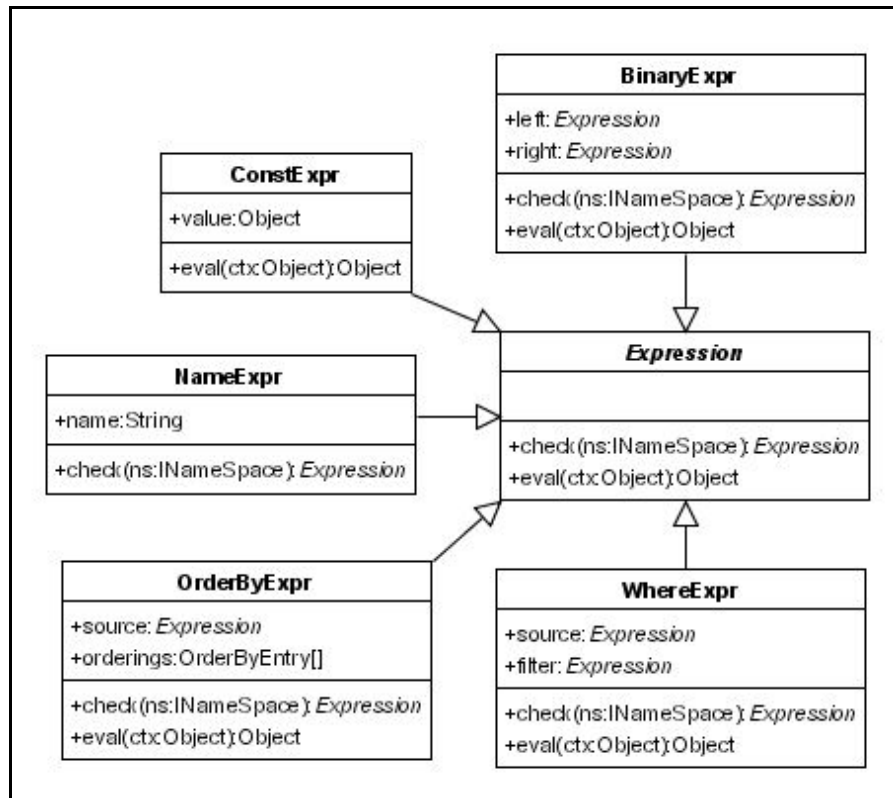 BinaryExpr
+left: Expression
+right: Expression
+check(ns:INameSpace): Expression
+eval(ctx:Object):Object
ConstExpr
+value:Object
+eval(ctx:Object):Object
Expression
+check(ns:INameSpace): Expression
+eval(ctx:Object):Object
NameExpr
+name:String
+check(ns:INameSpace): Expression
OrderByExpr
+source: Expression
+orderings:OrderByEntry[]
+check(ns:INameSpace): Expression
+eval(ctx:Object):Object
WhereExpr
+source: Expression
+filter: Expression
+check(ns:INameSpace): Expression
+eval(ctx:Object):Object